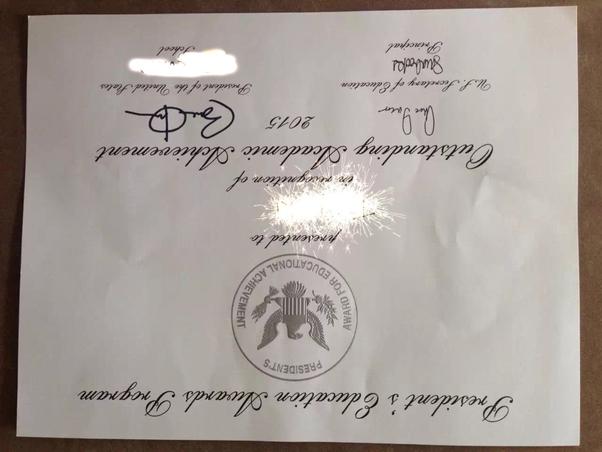 President's Education Awards Program
PRESIDENT'S
AWARD FOR EDUCATIONAL ACHIEVEMENT
presented to
in recognition of
Outstanding Academic Achievement
2015
U.S. Secretary of Education President of the United States
Principal School